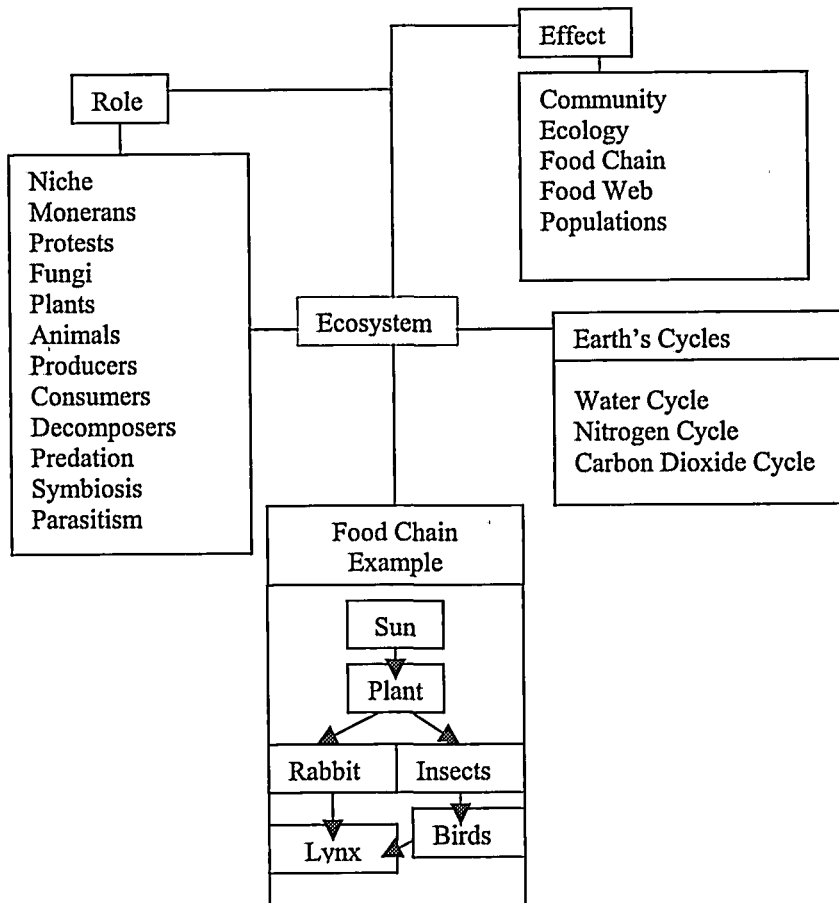 Effect
Community
Ecology
Food Chain
Food Web
Populations
Role
Niche
Monerans
Protests
Fungi
Plants
Animals
Producers
Consumers
Decomposers
Predation
Symbiosis
Parasitism
Ecosystem
Earth's Cycles
Water Cycle
Nitrogen Cycle
Carbon Dioxide Cycle
Food Chain
Example
Sun
Plant
Rabbit
Insects
Lynx
Birds